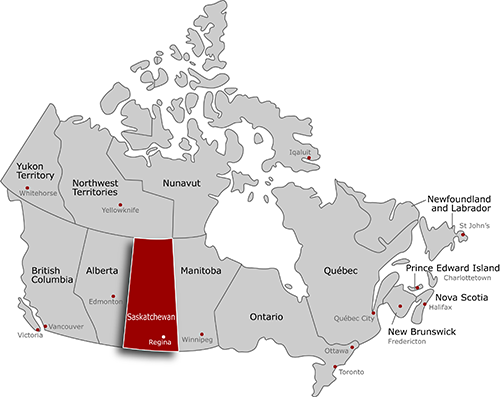 Iqaiuit
Yukon
Territory
Whitehorse
Northwest
Territories
Nunavut
Yellowknife
Newfoundland
and Labrador
St John's
British
Columbia
Alberta
Manitoba
Québec
Prince Edward Island
Charlottetown
Edmonton
Nova Scotia
Halifax
Saskatchewan
Ontario
Québec City
Vancouver
Victoria
Regina
Winnipeg
New Brunswick
Fredericton
Ottawa
Toronto